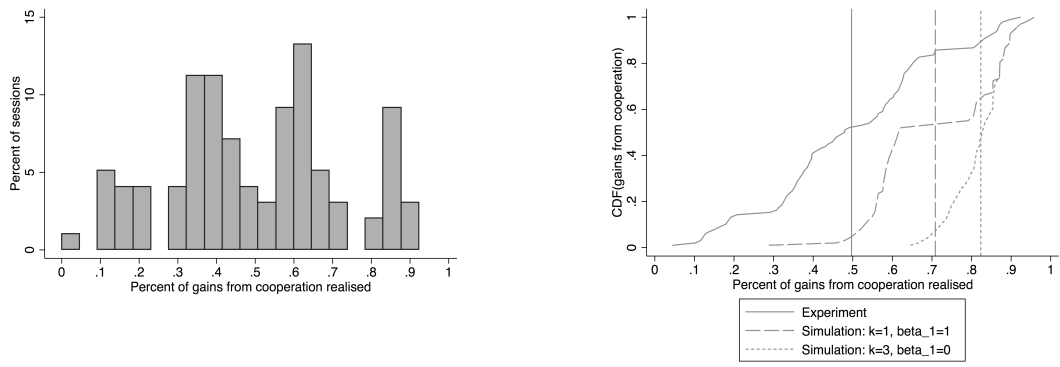 Percent of sessions
15
10
5
0
0 .1 .2 .3 .4 .5 .6 .7 .8 .9 1
Percent of gains from cooperation realised
CDF(gains from cooperation)
1
.8
.6
.4
.2
0
0 .1 .2 .3 .4 .5 .6 .7 .8 .9 1
Percent of gains from cooperation realised
Experiment
Simulation: k=1, beta_1=1
Simulation: k=3, beta_1=0